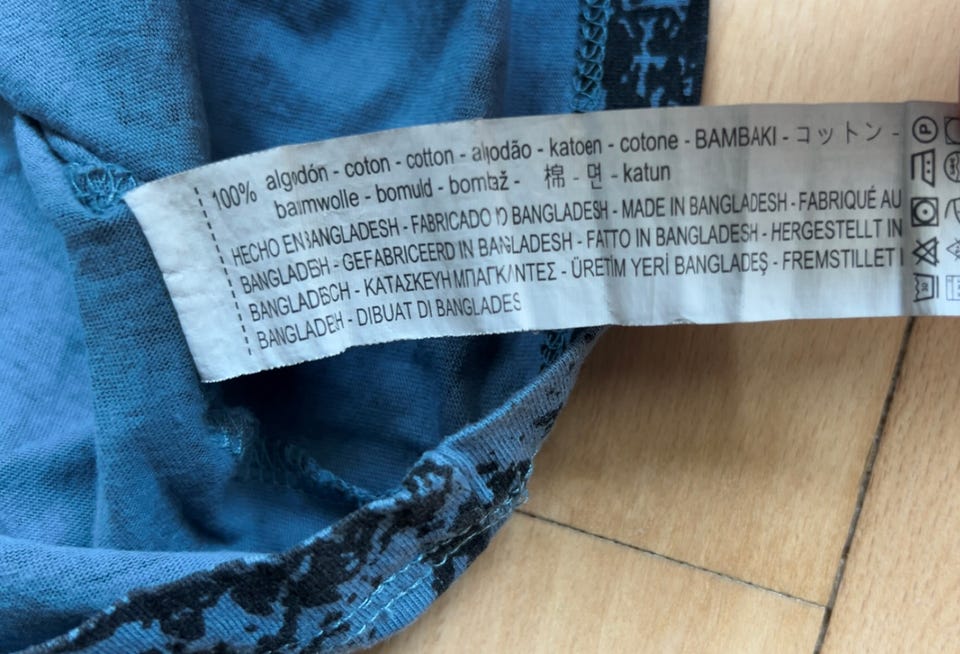 100% algodón - coton - cotton - algodão - katoen - cotone - BAMBAKI - コットン -
baumwolle - bomuld - bombaž - 棉 - 면 - katun
HECHO EN BANGLADESH - FABRICADO NO BANGLADESH - MADE IN BANGLADESH - FABRIQUÉ AU
BANGLADESH - GEFABRICEERD IN BANGLADESH - FATTO IN BANGLADESH - HERGESTELLT IN
BANGLADESCH - ΚΑΤΑΣΚΕΥΗ ΜΠΑΓΚΛΑΝΤΕΣ - ÜRETİM YERİ BANGLADEŞ - FREMSTILLET I
BANGLADESH - DIBUAT DI BANGLADES
P